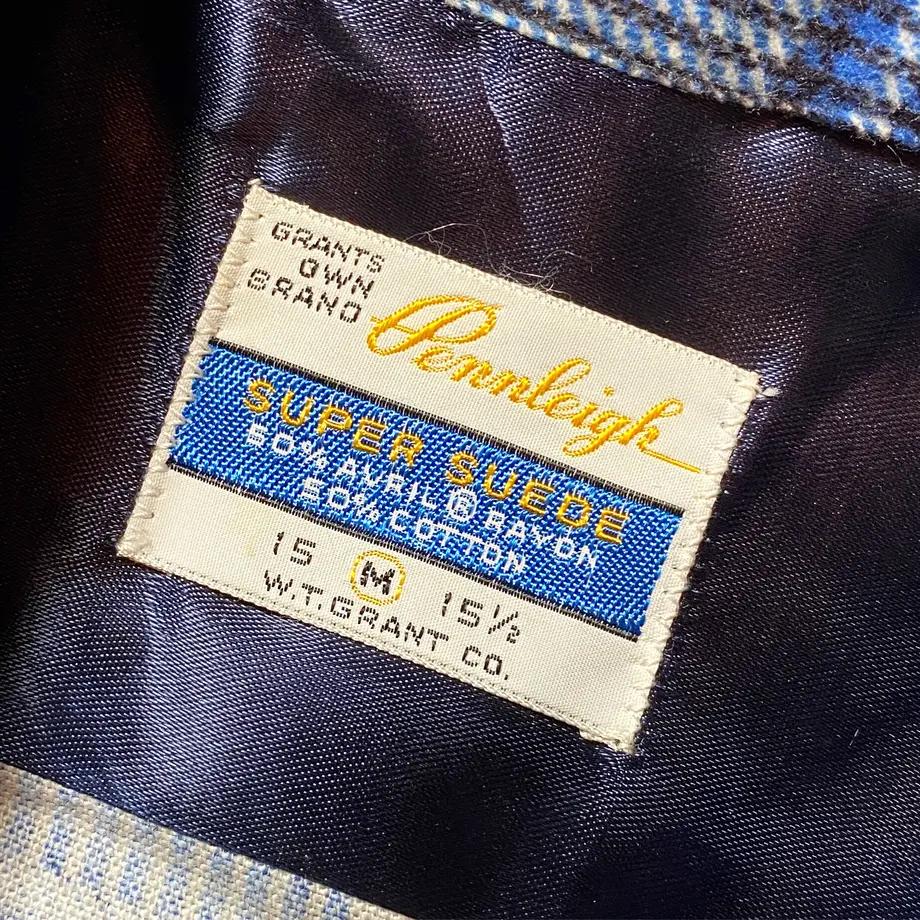 GRANTS
OWN
BRAND
Pennleigh
SUPER SUEDE
50% AVRIL® RAYON
50% COTTON
15 M 15½
W.T.GRANT CO.